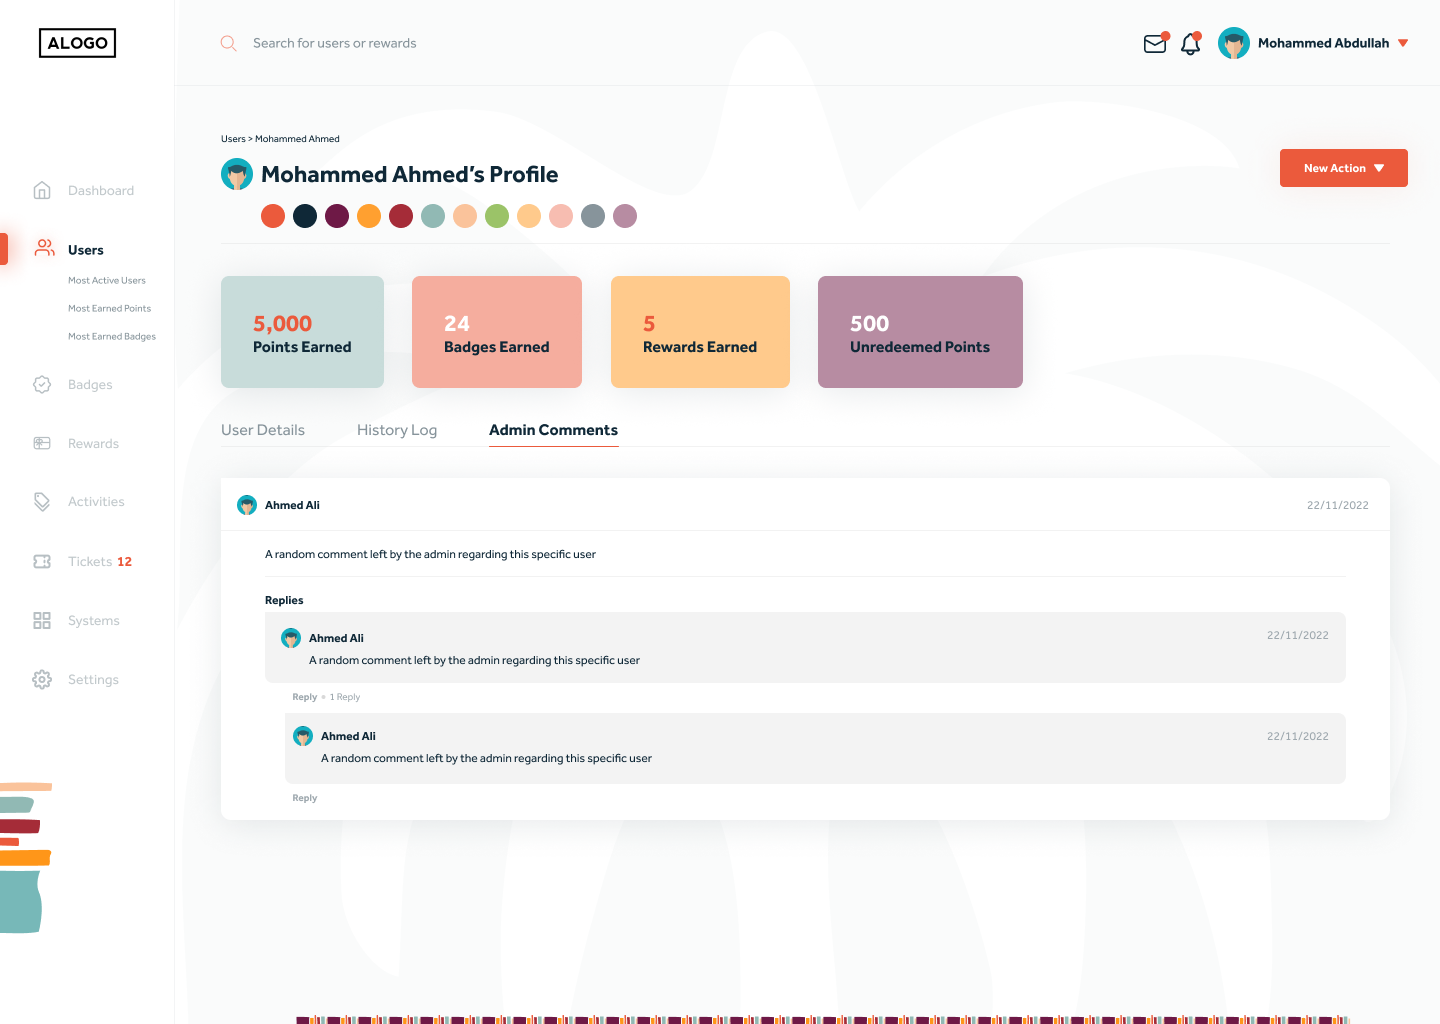 ALOGO
Search for users or rewards
Mohammed Abdullah
Dashboard
Users
Most Active Users
Most Earned Points
Most Earned Badges
Badges
Rewards
Activities
Tickets 12
Systems
Settings
Users > Mohammed Ahmed
Mohammed Ahmed’s Profile
New Action
5,000
Points Earned
24
Badges Earned
5
Rewards Earned
500
Unredeemed Points
User Details
History Log
Admin Comments
Ahmed Ali
22/11/2022
A random comment left by the admin regarding this specific user
Replies
Ahmed Ali
22/11/2022
A random comment left by the admin regarding this specific user
Reply • 1 Reply
Ahmed Ali
22/11/2022
A random comment left by the admin regarding this specific user
Reply